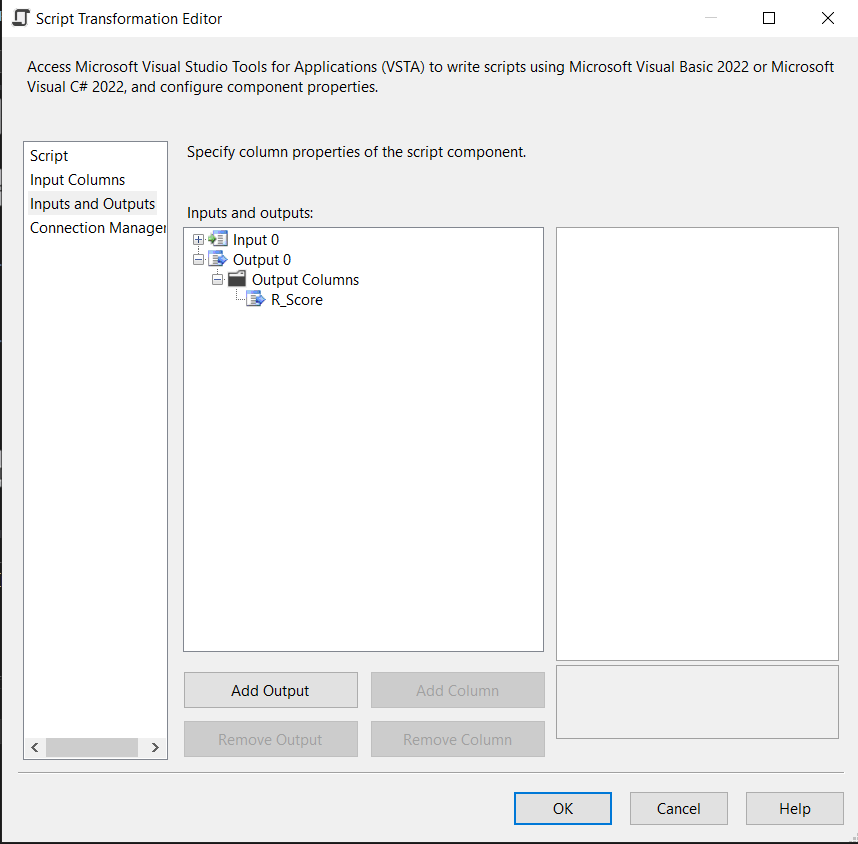 Script Transformation Editor
Access Microsoft Visual Studio Tools for Applications (VSTA) to write scripts using Microsoft Visual Basic 2022 or Microsoft
Visual C# 2022, and configure component properties.
Script
Input Columns
Inputs and Outputs
Connection Manager
Specify column properties of the script component.
Inputs and outputs:
Input 0
Output 0
Output Columns
R_Score
Add Output
Add Column
Remove Output
Remove Column
OK
Cancel
Help